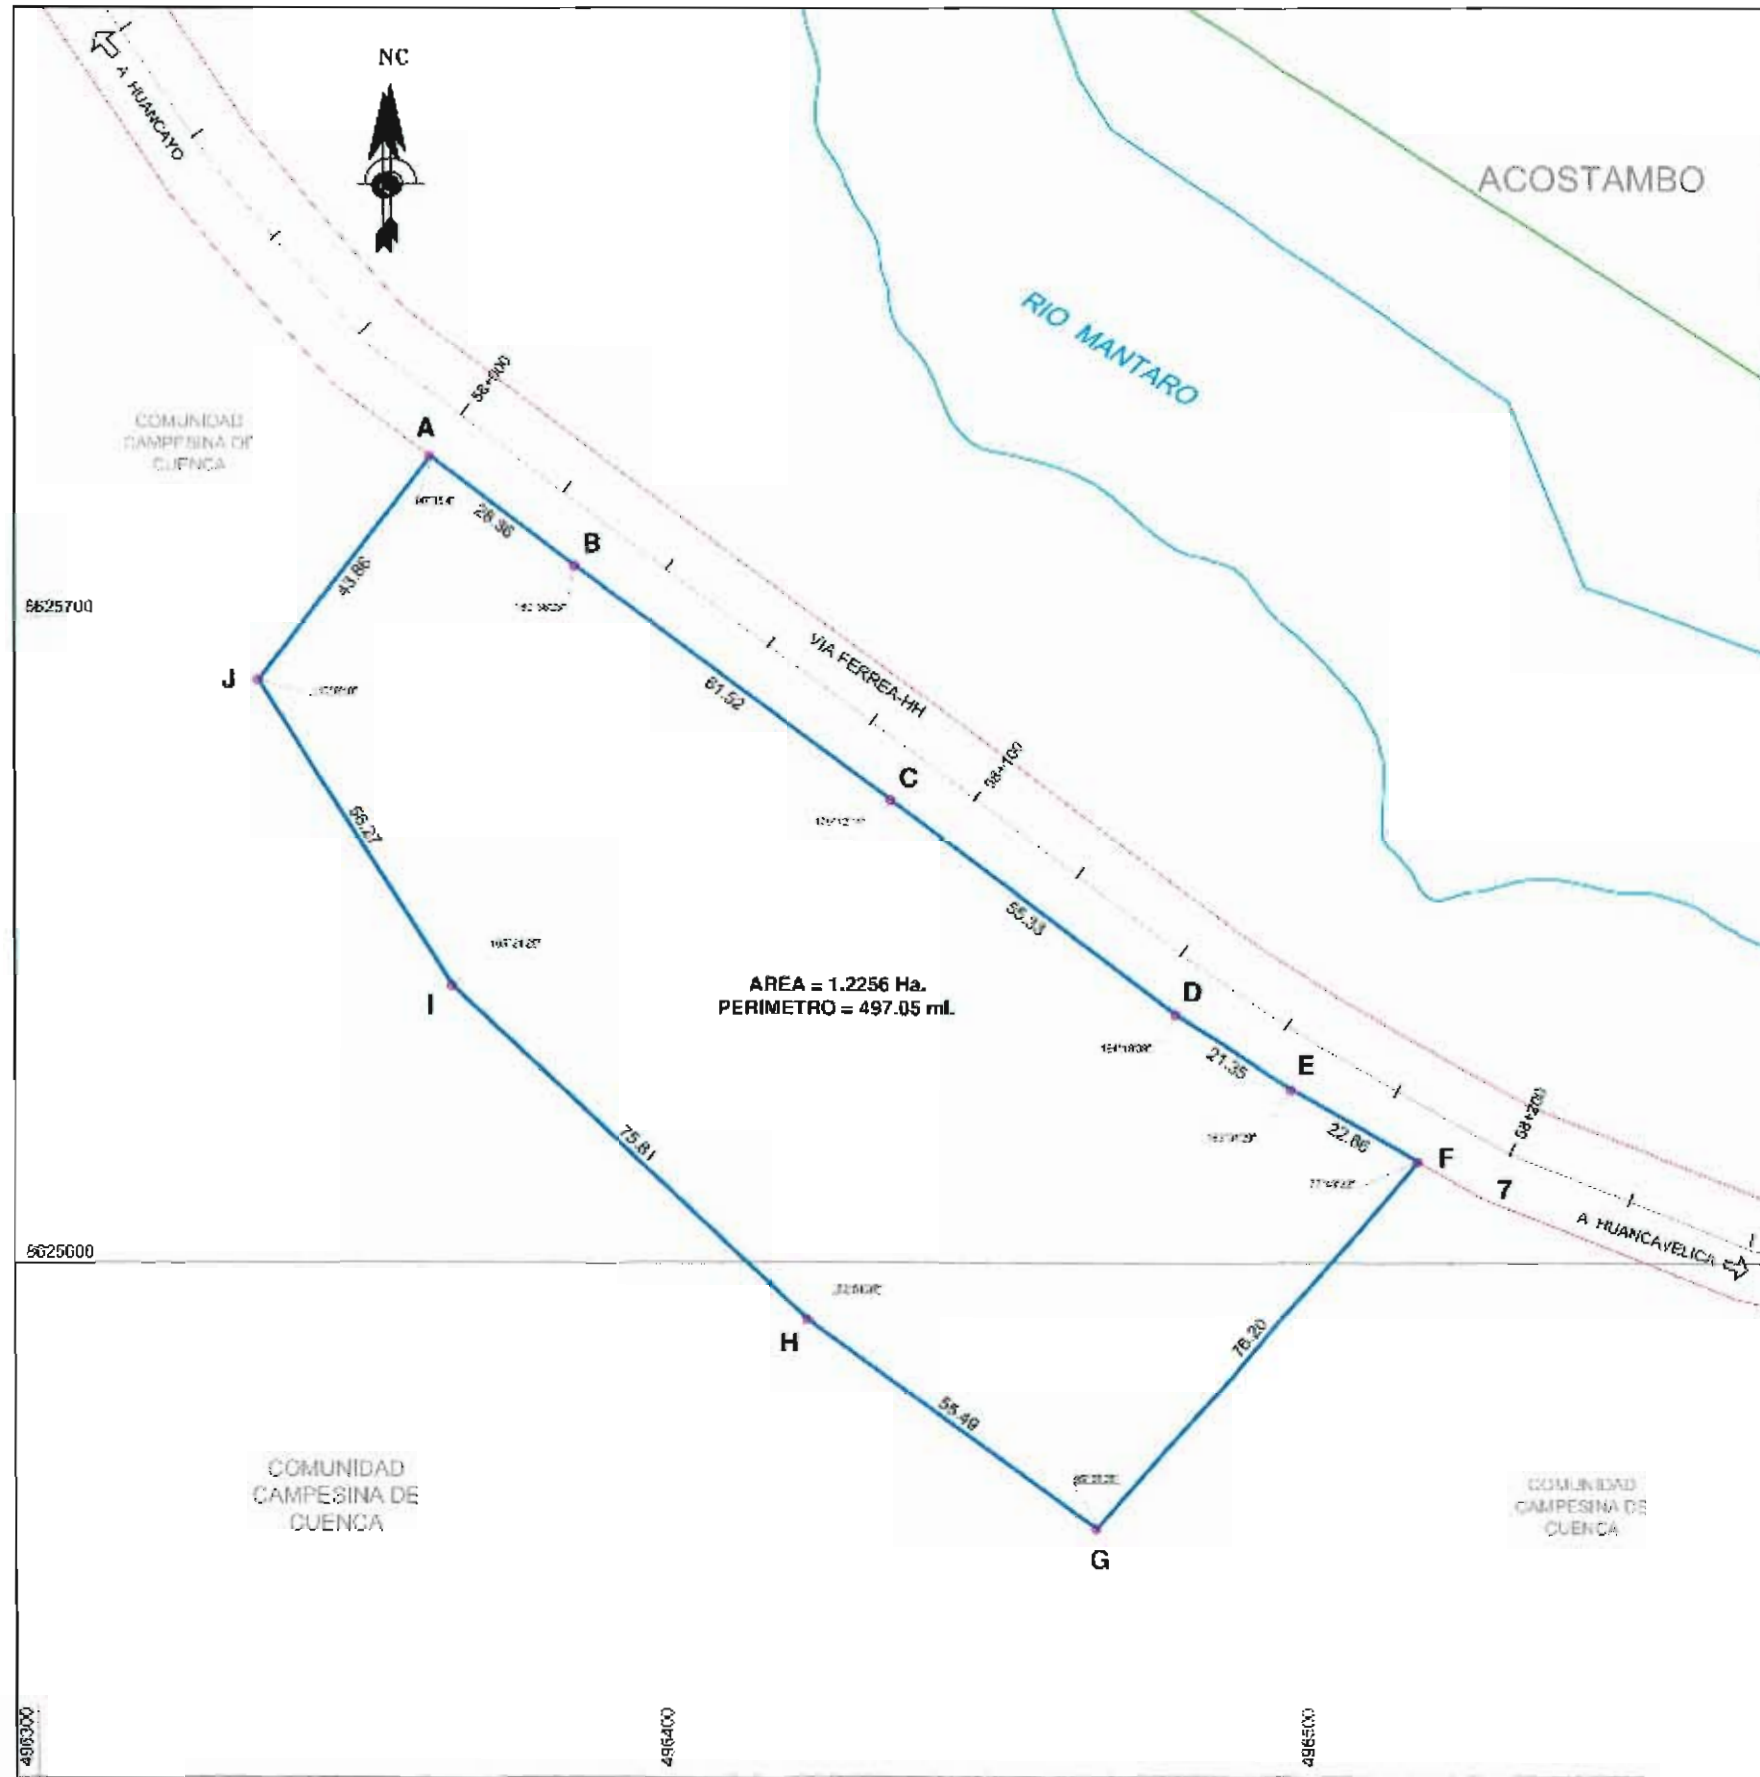 NC
A HUANCAYO
ACOSTAMBO
RIO MANTARO
58+000
COMUNIDAD
CAMPESINA DE
CUENCA
A
28.36
B
43.86
8625700
J
VIA FERREA-HH
61.52
58+100
C
56.27
55.33
I
AREA = 1.2256 Ha.
PERIMETRO = 497.05 ml.
D
21.35
E
58+200
22.86
F
7
75.81
A HUANCAVELICA
8625600
H
76.20
55.49
COMUNIDAD
CAMPESINA DE
CUENCA
COMUNIDAD
CAMPESINA DE
CUENCA
G
496300
496400
496500